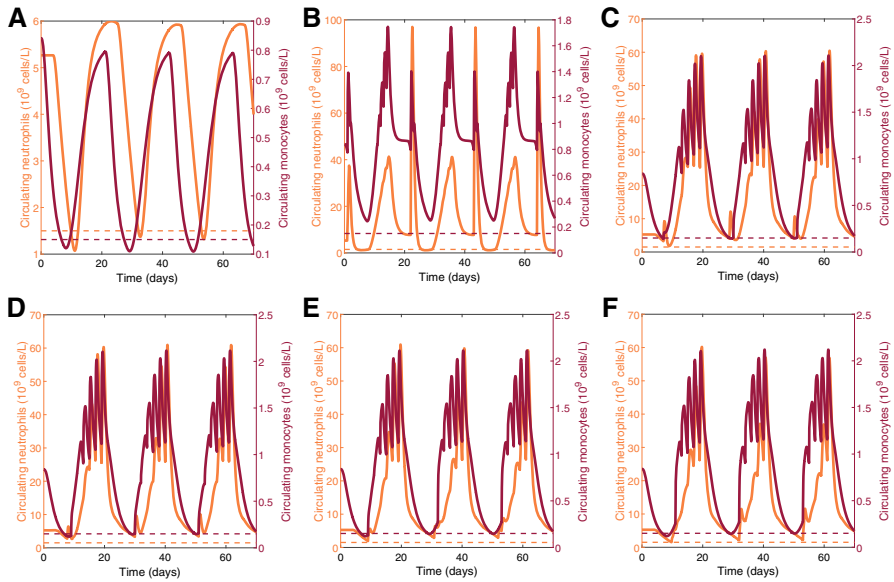 A
Circulating neutrophils (10⁹ cells/L)
6
5
4
3
2
1
0 20 40 60
Time (days)
0.9
0.8
0.7
0.6
0.5
0.4
0.3
0.2
0.1
Circulating monocytes (10⁹ cells/L)
B
Circulating neutrophils (10⁹ cells/L)
100
80
60
40
20
0
0 20 40 60
Time (days)
1.8
1.6
1.4
1.2
1
0.8
0.6
0.4
0.2
0
Circulating monocytes (10⁹ cells/L)
C
Circulating neutrophils (10⁹ cells/L)
70
60
50
40
30
20
10
0
0 20 40 60
Time (days)
2.5
2
1.5
1
0.5
0
Circulating monocytes (10⁹ cells/L)
D
Circulating neutrophils (10⁹ cells/L)
70
60
50
40
30
20
10
0
0 20 40 60
Time (days)
2.5
2
1.5
1
0.5
0
Circulating monocytes (10⁹ cells/L)
E
Circulating neutrophils (10⁹ cells/L)
70
60
50
40
30
20
10
0
0 20 40 60
Time (days)
2.5
2
1.5
1
0.5
0
Circulating monocytes (10⁹ cells/L)
F
Circulating neutrophils (10⁹ cells/L)
70
60
50
40
30
20
10
0
0 20 40 60
Time (days)
2.5
2
1.5
1
0.5
0
Circulating monocytes (10⁹ cells/L)